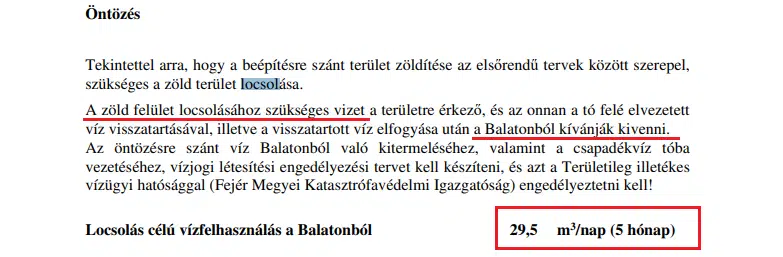 Öntözés
Tekintettel arra, hogy a beépítésre szánt terület zöldítése az elsőrendű tervek között szerepel,
szükséges a zöld terület locsolása.
A zöld felület locsolásához szükséges vizet a területre érkező, és az onnan a tó felé elvezetett
víz visszatartásával, illetve a visszatartott víz elfogyása után a Balatonból kívánják kivenni.
Az öntözésre szánt víz Balatonból való kitermeléséhez, valamint a csapadékvíz tóba
vezetéséhez, vízjogi létesítési engedélyezési tervet kell készíteni, és azt a Területileg illetékes
vízügyi hatósággal (Fejér Megyei Katasztrófavédelmi Igazgatóság) engedélyeztetni kell!
Locsolás célú vízfelhasználás a Balatonból 29,5 m³/nap (5 hónap)